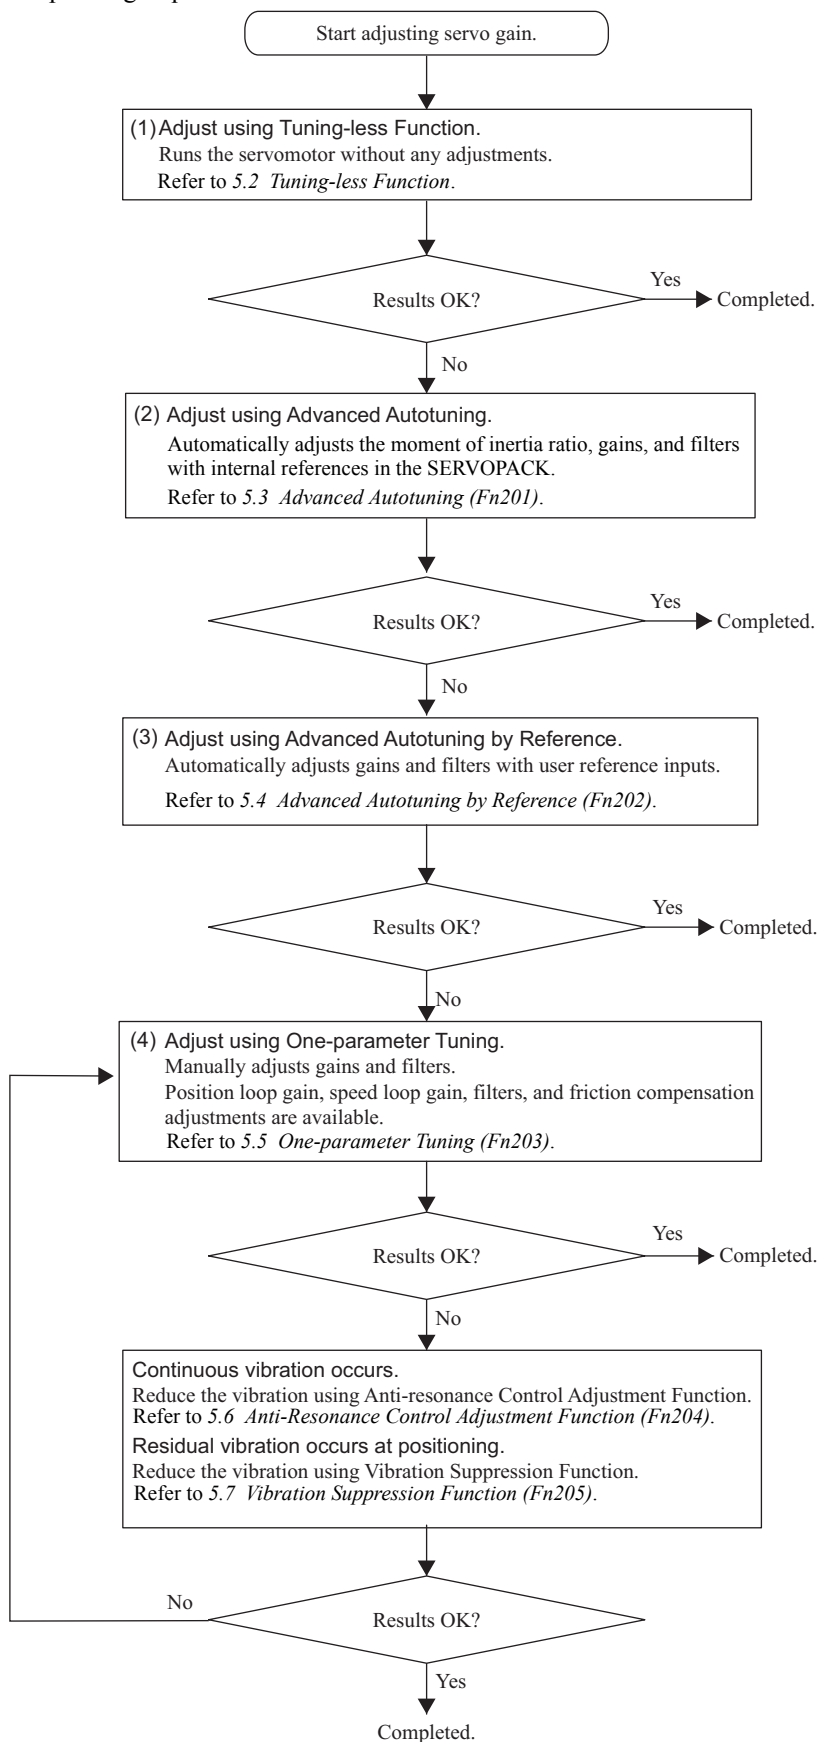 Start adjusting servo gain.
(1) Adjust using Tuning-less Function.
Runs the servomotor without any adjustments.
Refer to 5.2 Tuning-less Function.
Results OK?
Yes
Completed.
No
(2) Adjust using Advanced Autotuning.
Automatically adjusts the moment of inertia ratio, gains, and filters
with internal references in the SERVOPACK.
Refer to 5.3 Advanced Autotuning (Fn201).
Results OK?
Yes
Completed.
No
(3) Adjust using Advanced Autotuning by Reference.
Automatically adjusts gains and filters with user reference inputs.
Refer to 5.4 Advanced Autotuning by Reference (Fn202).
Results OK?
Yes
Completed.
No
(4) Adjust using One-parameter Tuning.
Manually adjusts gains and filters.
Position loop gain, speed loop gain, filters, and friction compensation
adjustments are available.
Refer to 5.5 One-parameter Tuning (Fn203).
Results OK?
Yes
Completed.
No
Continuous vibration occurs.
Reduce the vibration using Anti-resonance Control Adjustment Function.
Refer to 5.6 Anti-Resonance Control Adjustment Function (Fn204).
Residual vibration occurs at positioning.
Reduce the vibration using Vibration Suppression Function.
Refer to 5.7 Vibration Suppression Function (Fn205).
No
Results OK?
Yes
Completed.